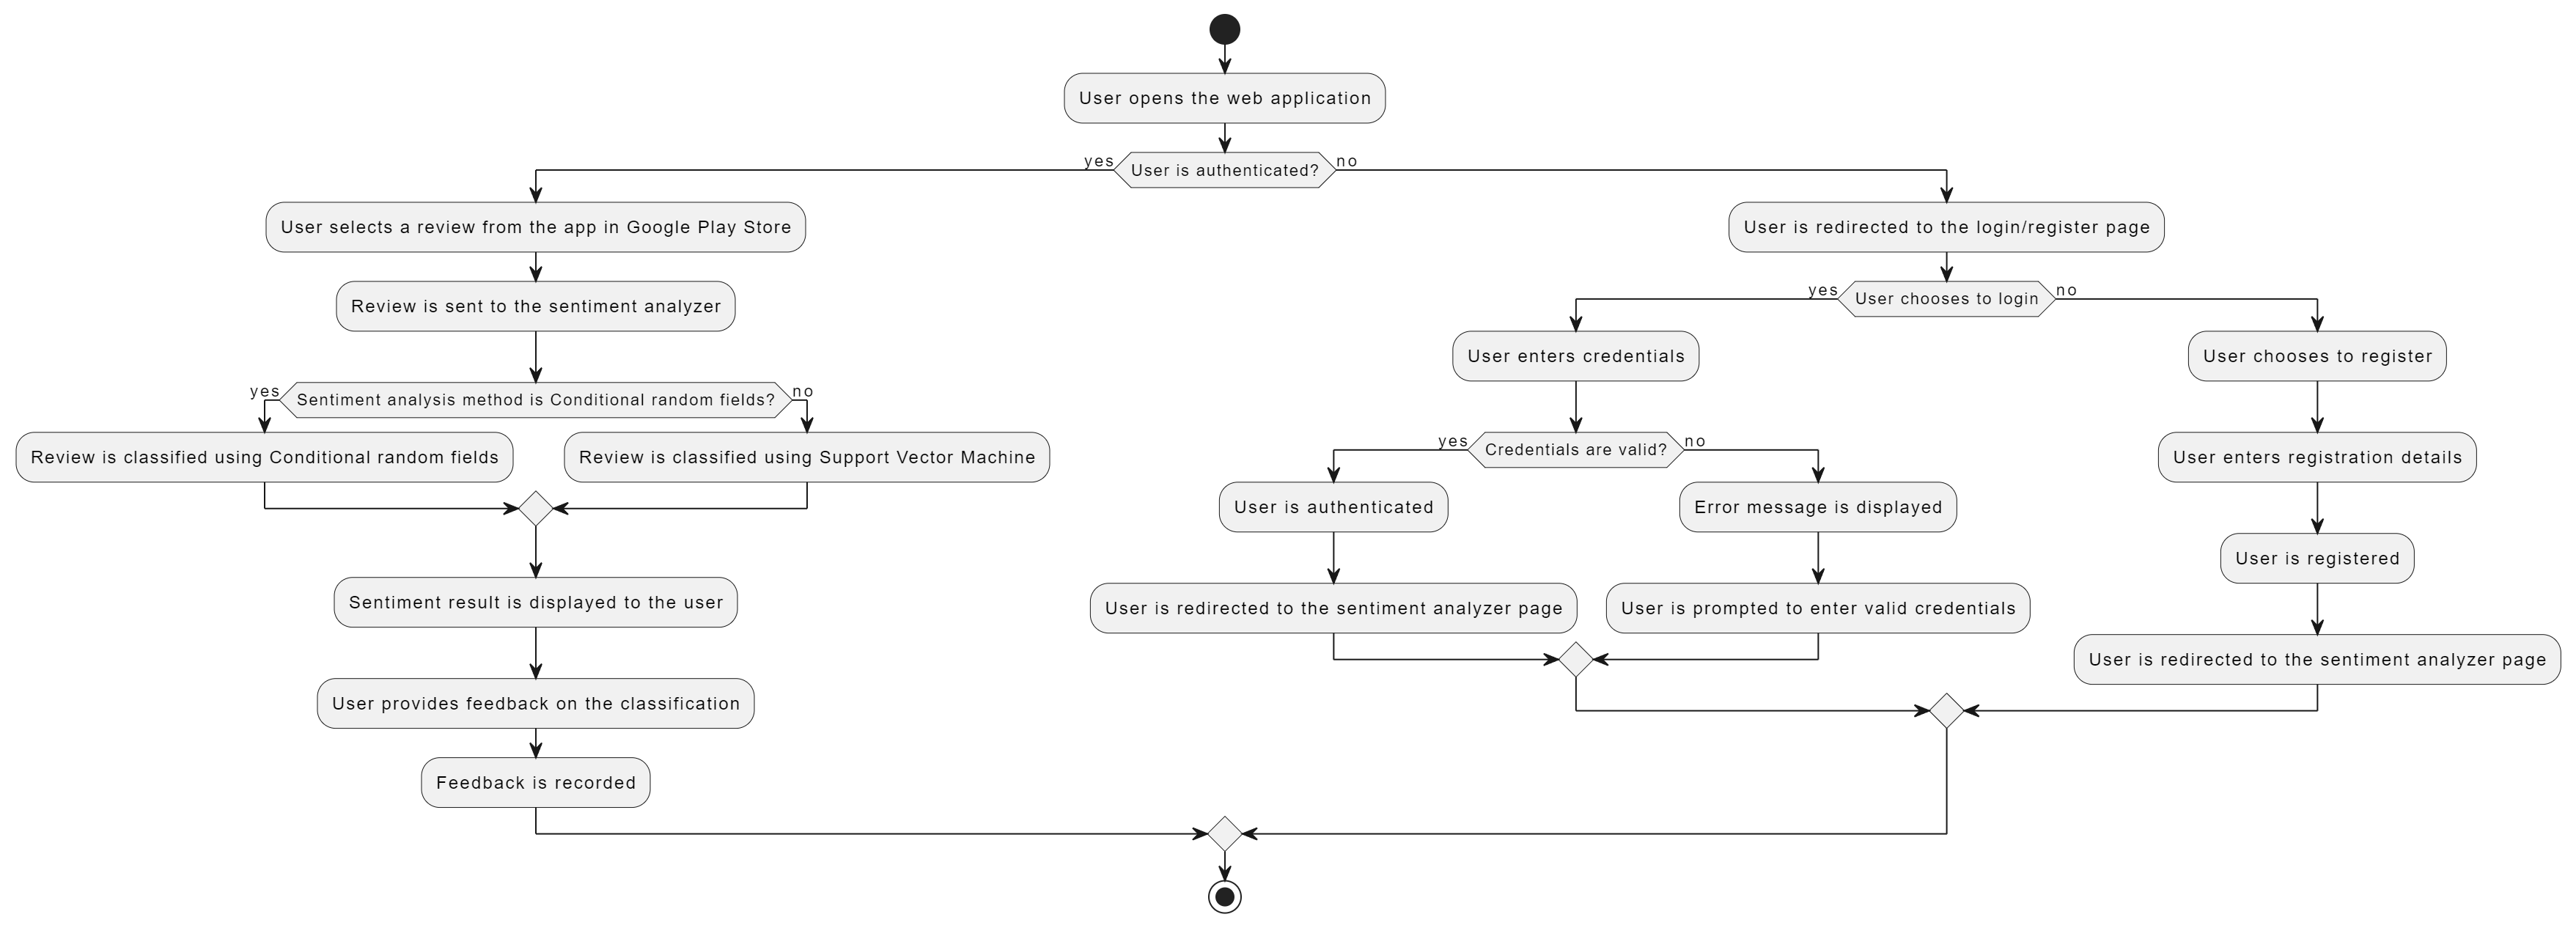 User opens the web application
yes
User is authenticated?
no
User selects a review from the app in Google Play Store
Review is sent to the sentiment analyzer
yes
Sentiment analysis method is Conditional random fields?
no
Review is classified using Conditional random fields
Review is classified using Support Vector Machine
Sentiment result is displayed to the user
User provides feedback on the classification
Feedback is recorded
User is redirected to the login/register page
yes
User chooses to login
no
User enters credentials
yes
Credentials are valid?
no
User is authenticated
User is redirected to the sentiment analyzer page
Error message is displayed
User is prompted to enter valid credentials
User chooses to register
User enters registration details
User is registered
User is redirected to the sentiment analyzer page